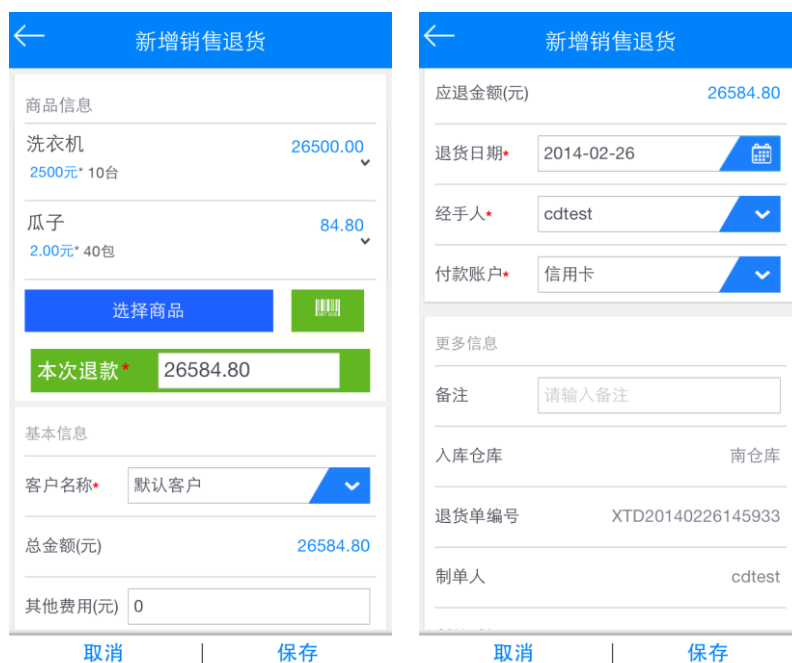 新增销售退货
商品信息
洗衣机 26500.00
2500元* 10台
瓜子 84.80
2.00元* 40包
选择商品
本次退款* 26584.80
基本信息
客户名称* 默认客户
总金额(元) 26584.80
其他费用(元) 0
取消 保存
新增销售退货
应退金额(元) 26584.80
退货日期* 2014-02-26
经手人* cdtest
付款账户* 信用卡
更多信息
备注 请输入备注
入库仓库 南仓库
退货单编号 XTD20140226145933
制单人 cdtest
取消 保存